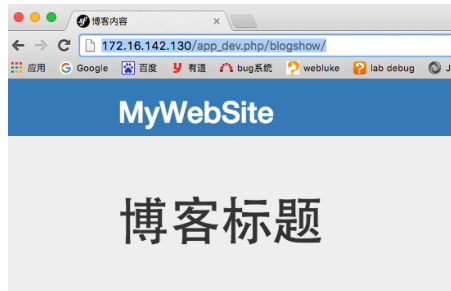 博客内容
172.16.142.130/app_dev.php/blogshow/
应用 Google 百度 有道 bug系统 webluke lab debug J
MyWebSite
博客标题